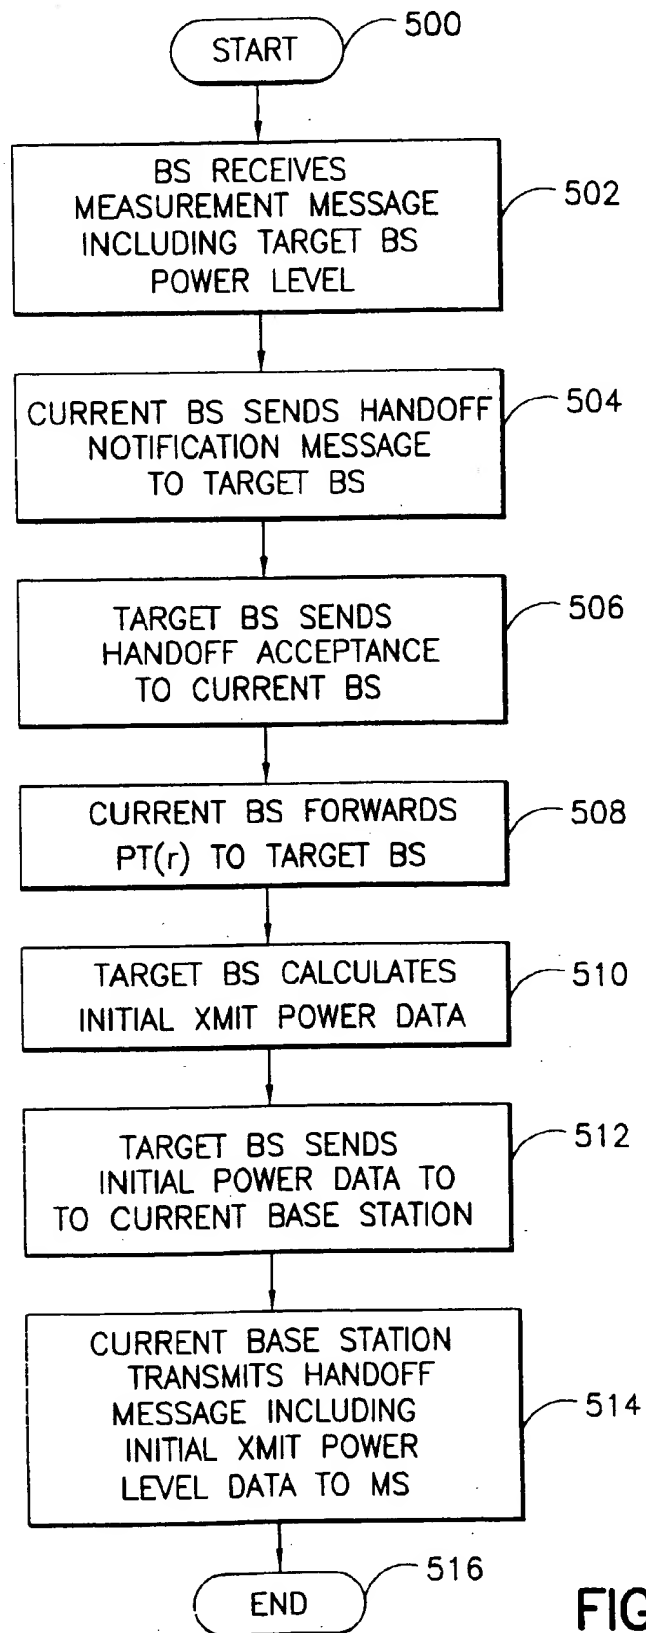 START
500
BS RECEIVES
MEASUREMENT MESSAGE
INCLUDING TARGET BS
POWER LEVEL
502
CURRENT BS SENDS HANDOFF
NOTIFICATION MESSAGE
TO TARGET BS
504
TARGET BS SENDS
HANDOFF ACCEPTANCE
TO CURRENT BS
506
CURRENT BS FORWARDS
PT(r) TO TARGET BS
508
TARGET BS CALCULATES
INITIAL XMIT POWER DATA
510
TARGET BS SENDS
INITIAL POWER DATA TO
TO CURRENT BASE STATION
512
CURRENT BASE STATION
TRANSMITS HANDOFF
MESSAGE INCLUDING
INITIAL XMIT POWER
LEVEL DATA TO MS
514
END
516
FIG